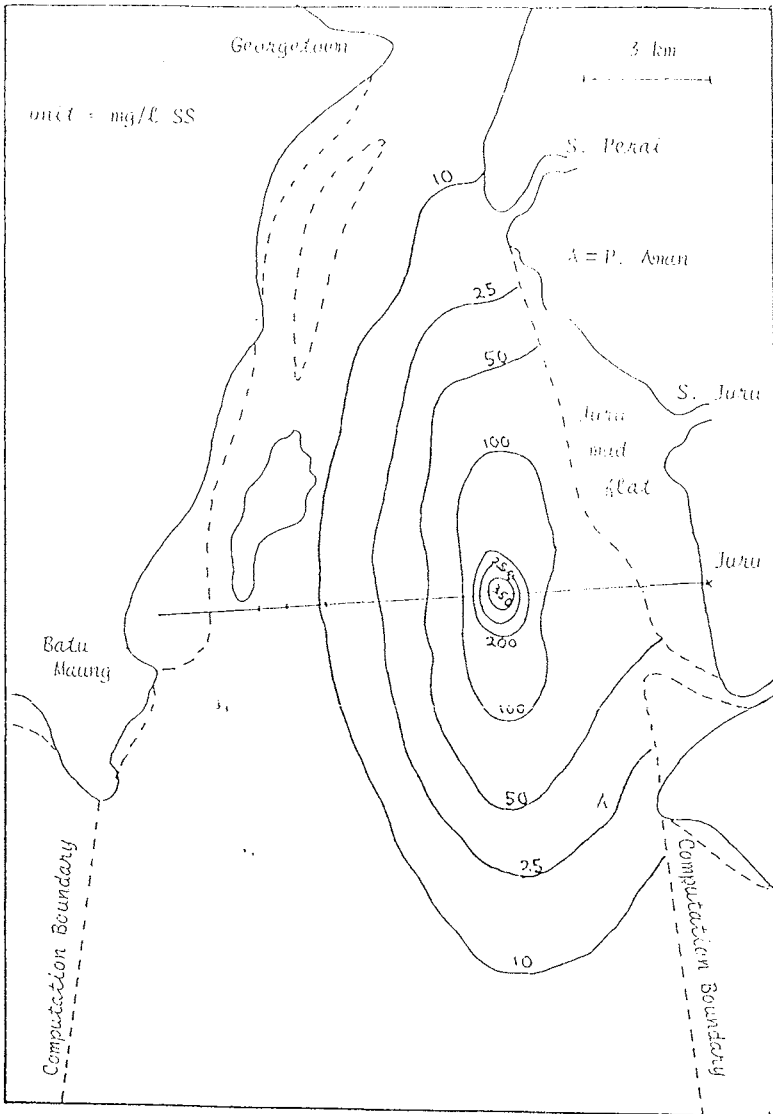 Georgetown
3 km
unit = mg/l SS
S. Perai
10
A = P. Aman
25
50
S. Juru
Juru
mud
flat
100
250
350
Juru
200
Batu
Maung
100
50
A
25
10
Computation Boundary
Computation Boundary